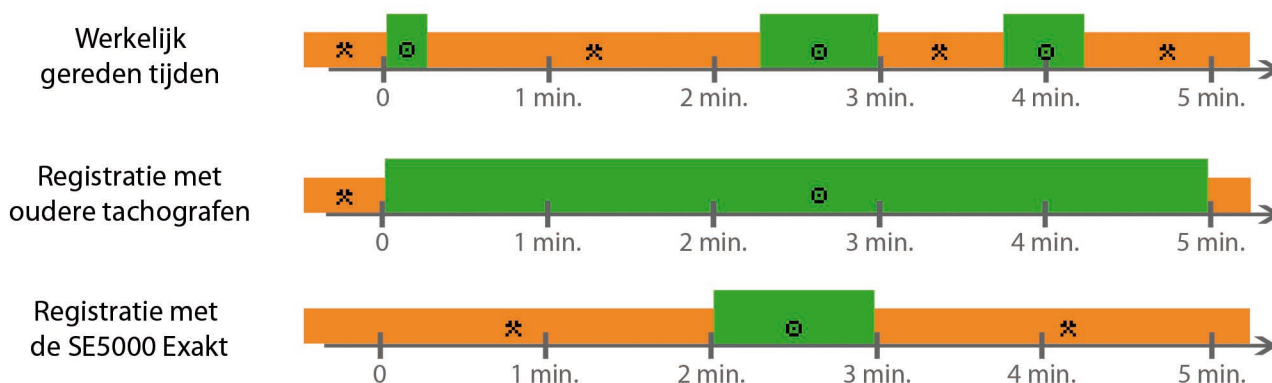 Werkelijk
gereden tijden
0 1 min. 2 min. 3 min. 4 min. 5 min.
Registratie met
oudere tachografen
0 1 min. 2 min. 3 min. 4 min. 5 min.
Registratie met
de SE5000 Exakt
0 1 min. 2 min. 3 min. 4 min. 5 min.